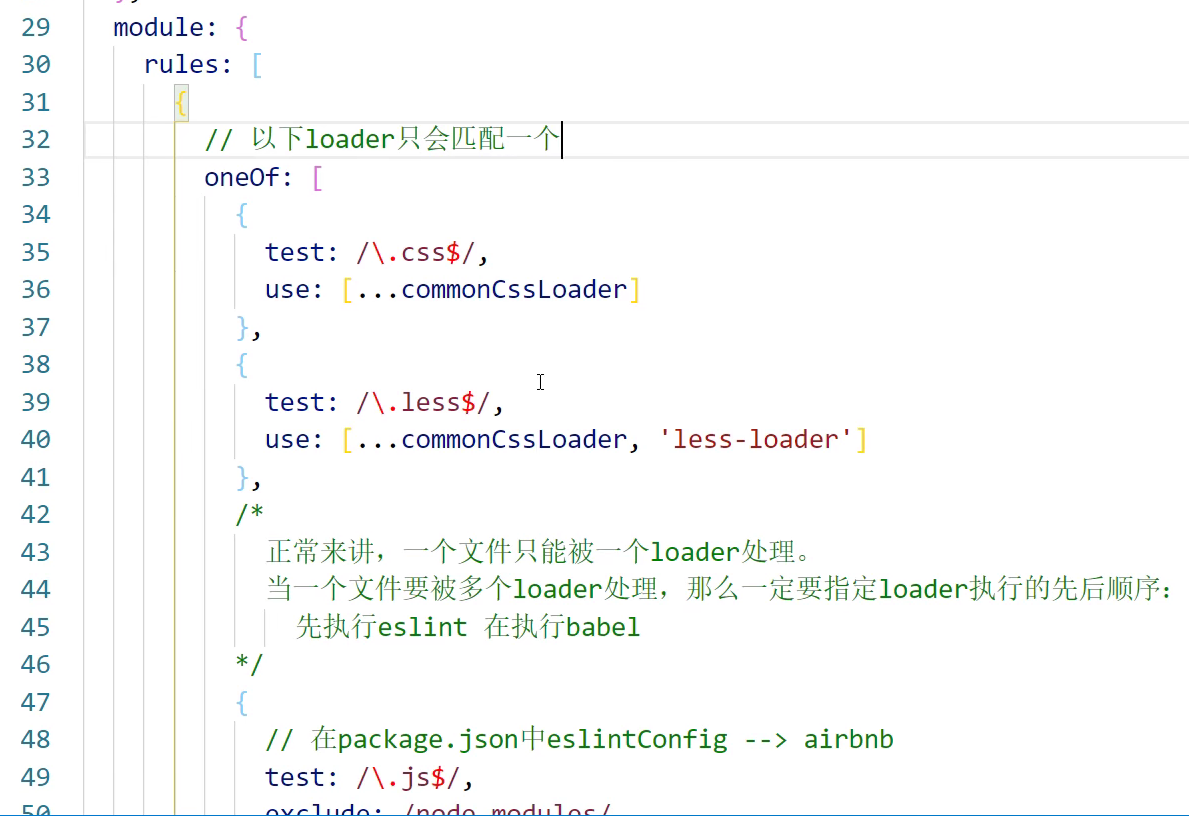 29 module: {
30 rules: [
31 {
32 // 以下loader只会匹配一个
33 oneOf: [
34 {
35 test: /\.css$/,
36 use: [...commonCssLoader]
37 },
38 {
39 test: /\.less$/,
40 use: [...commonCssLoader, 'less-loader']
41 },
42 /*
43 正常来讲，一个文件只能被一个loader处理。
44 当一个文件要被多个loader处理，那么一定要指定loader执行的先后顺序：
45 先执行eslint 在执行babel
46 */
47 {
48 // 在package.json中eslintConfig --> airbnb
49 test: /\.js$/,
50 exclude: /node_modules/